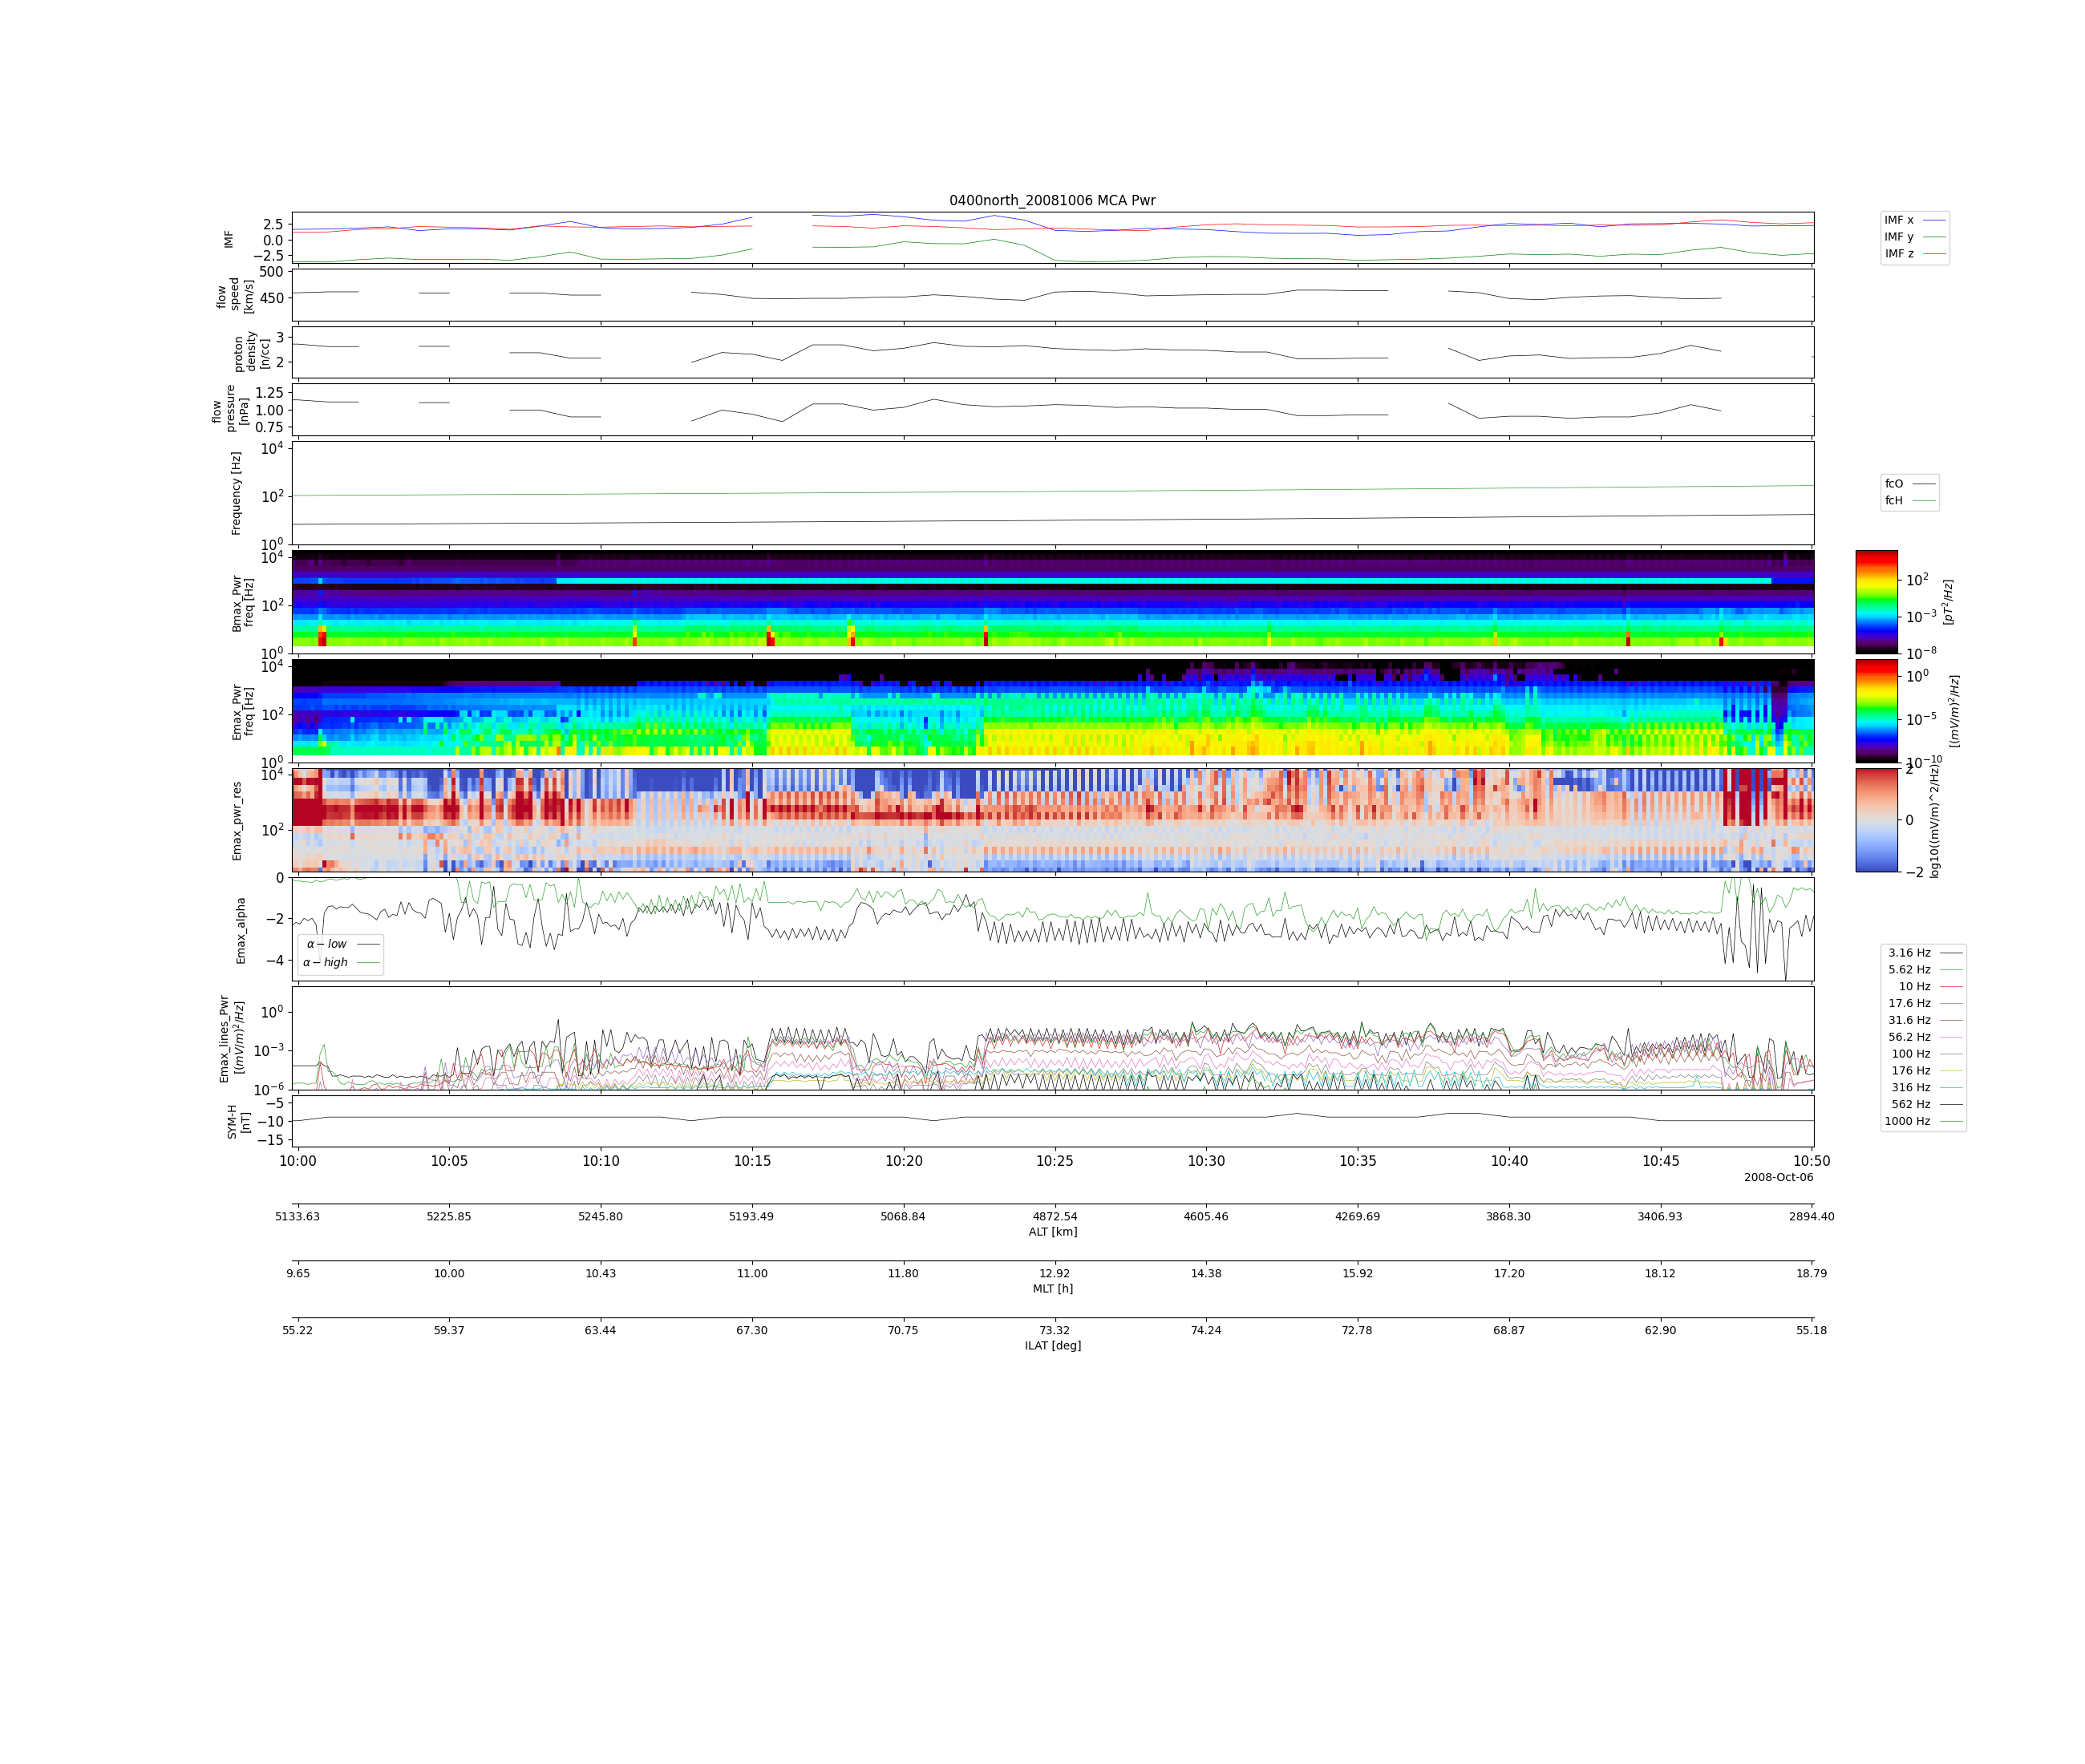 0400north_20081006 MCA Pwr
IMF
2.5
0.0
−2.5
IMF x
IMF y
IMF z
flow
speed
[km/s]
500
450
proton
density
[n/cc]
3
2
flow
pressure
[nPa]
1.25
1.00
0.75
Frequency [Hz]
10^4
10^2
10^0
fcO
fcH
Bmax_Pwr
freq [Hz]
10^4
10^2
10^0
10^2
10^−3
10^−8
[pT^2/Hz]
Emax_Pwr
freq [Hz]
10^4
10^2
10^0
10^0
10^−5
10^−10
[(mV/m)^2/Hz]
Emax_pwr_res
10^4
10^2
2
0
−2
log10((mV/m)^2/Hz)
Emax_alpha
0
−2
−4
α − low
α − high
Emax_lines_Pwr
[(mV/m)^2/Hz]
10^0
10^−3
10^−6
3.16 Hz
5.62 Hz
10 Hz
17.6 Hz
31.6 Hz
56.2 Hz
100 Hz
176 Hz
316 Hz
562 Hz
1000 Hz
SYM-H
[nT]
−5
−10
−15
10:00 10:05 10:10 10:15 10:20 10:25 10:30 10:35 10:40 10:45 10:50
2008-Oct-06
5133.63 5225.85 5245.80 5193.49 5068.84 4872.54 4605.46 4269.69 3868.30 3406.93 2894.40
ALT [km]
9.65 10.00 10.43 11.00 11.80 12.92 14.38 15.92 17.20 18.12 18.79
MLT [h]
55.22 59.37 63.44 67.30 70.75 73.32 74.24 72.78 68.87 62.90 55.18
ILAT [deg]